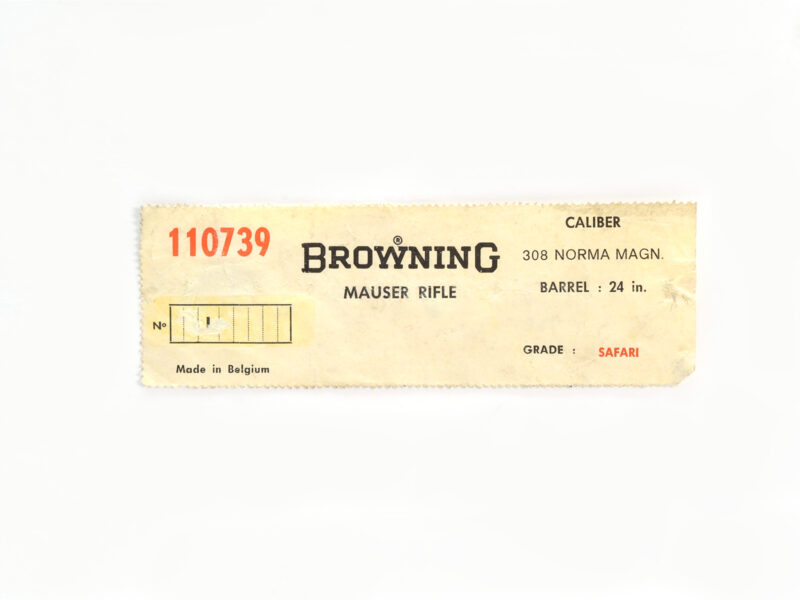 110739
BROWNING®
MAUSER RIFLE
CALIBER
308 NORMA MAGN.
BARREL : 24 in.
GRADE : SAFARI
Nº
Made in Belgium